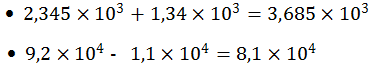 • 2,345 × 10³ + 1,34 × 10³ = 3,685 × 10³
• 9,2 × 10⁴ - 1,1 × 10⁴ = 8,1 × 10⁴